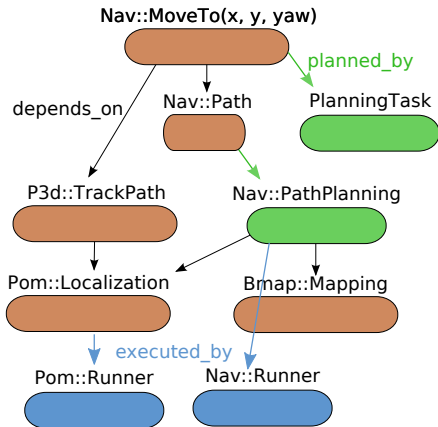 Nav::MoveTo(x, y, yaw)
planned_by
depends_on
Nav::Path
PlanningTask
P3d::TrackPath
Nav::PathPlanning
Pom::Localization
Bmap::Mapping
executed_by
Pom::Runner
Nav::Runner